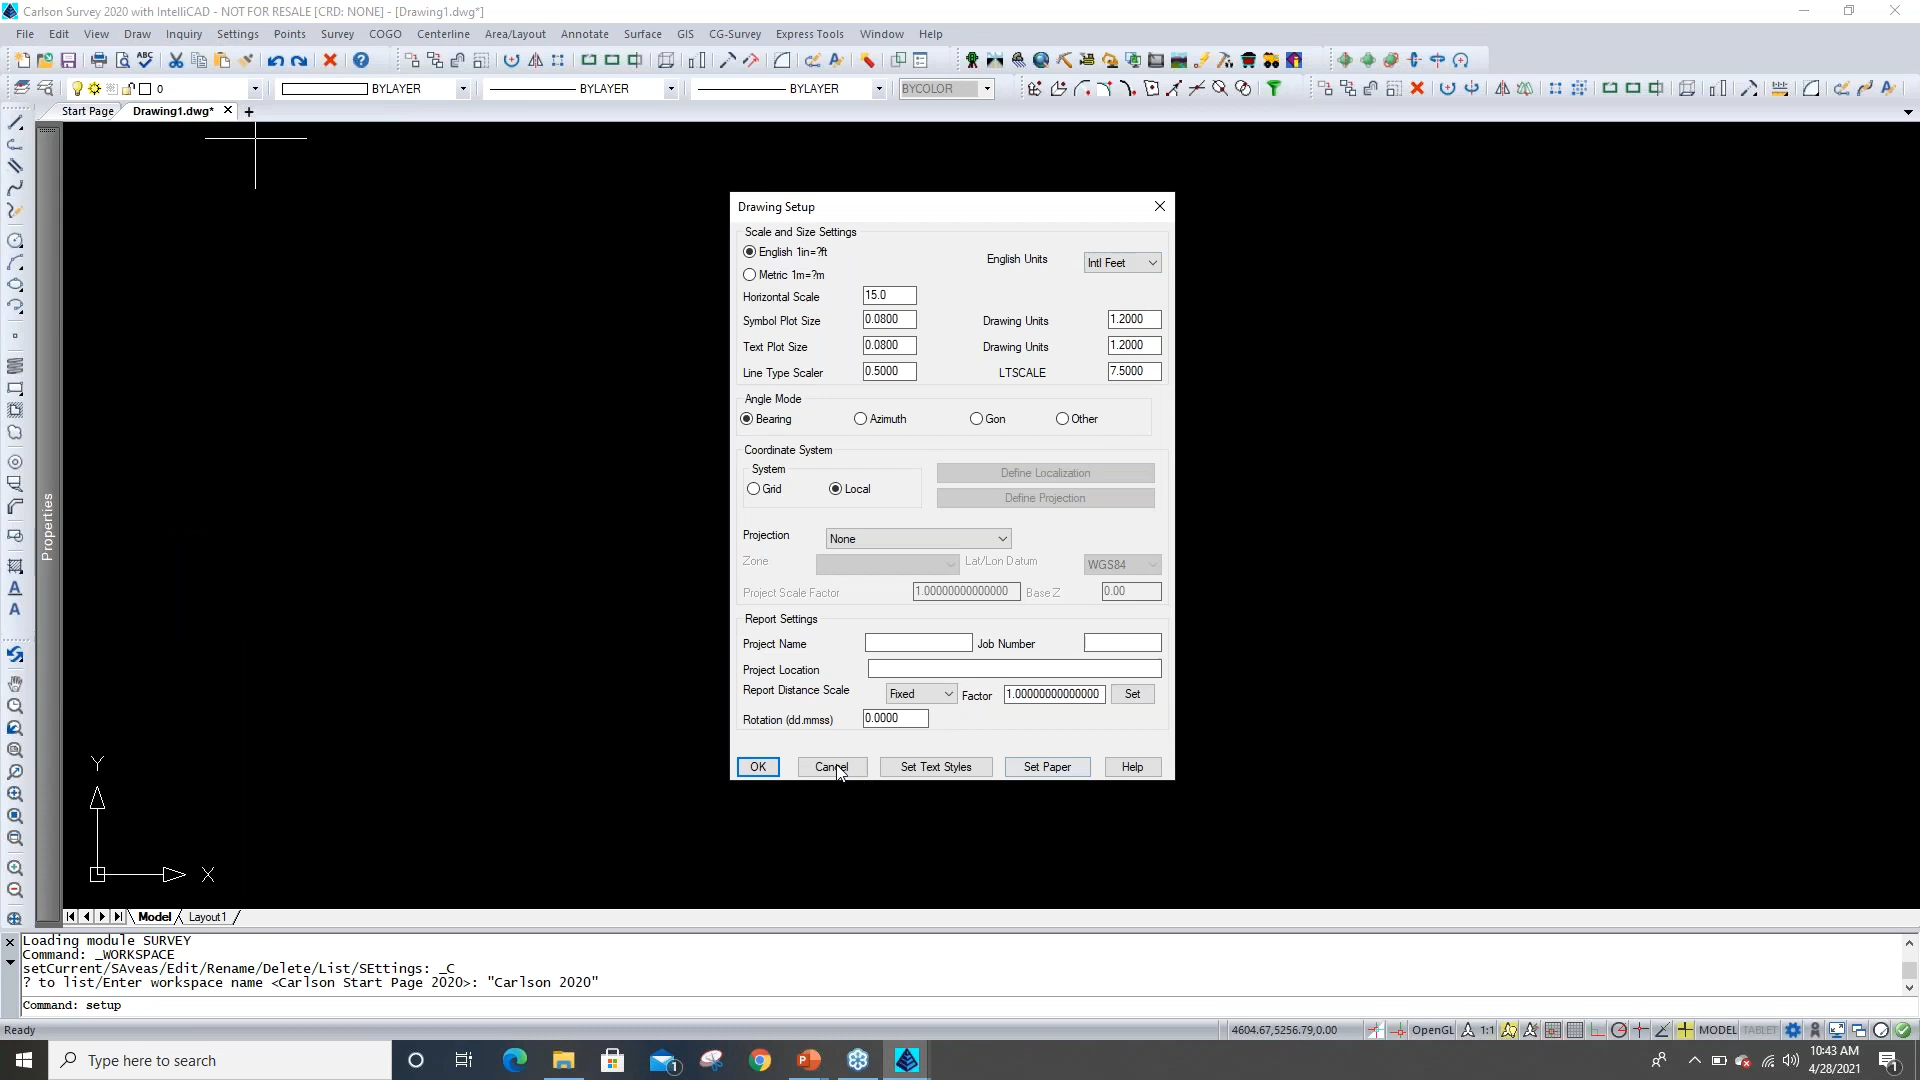 Carlson Survey 2020 with IntelliCAD - NOT FOR RESALE [CRD: NONE] - [Drawing1.dwg*]
File Edit View Draw Inquiry Settings Points Survey COGO Centerline Area/Layout Annotate Surface GIS CG-Survey Express Tools Window Help
ABC
0 BYLAYER BYLAYER BYLAYER BYCOLOR
Start Page Drawing1.dwg*
Properties
Drawing Setup
Scale and Size Settings
English 1in=?ft English Units Intl Feet
Metric 1m=?m
Horizontal Scale 15.0
Symbol Plot Size 0.0800 Drawing Units 1.2000
Text Plot Size 0.0800 Drawing Units 1.2000
Line Type Scaler 0.5000 LTSCALE 7.5000
Angle Mode
Bearing Azimuth Gon Other
Coordinate System
System Define Localization
Grid Local Define Projection
Projection None
Zone Lat/Lon Datum WGS84
Project Scale Factor 1.00000000000000 Base Z 0.00
Report Settings
Project Name Job Number
Project Location
Report Distance Scale Fixed Factor 1.00000000000000 Set
Rotation (dd.mmss) 0.0000
OK Cancel Set Text Styles Set Paper Help
Y
X
Model Layout1
Loading module SURVEY
Command: _WORKSPACE
setCurrent/SAveas/Edit/Rename/Delete/List/SEttings: _C
? to list/Enter workspace name <Carlson Start Page 2020>: "Carlson 2020"
Command: setup
Ready 4604.67,5256.79,0.00 OpenGL 1:1 MODEL TABLET
Type here to search 10:43 AM
4/28/2021